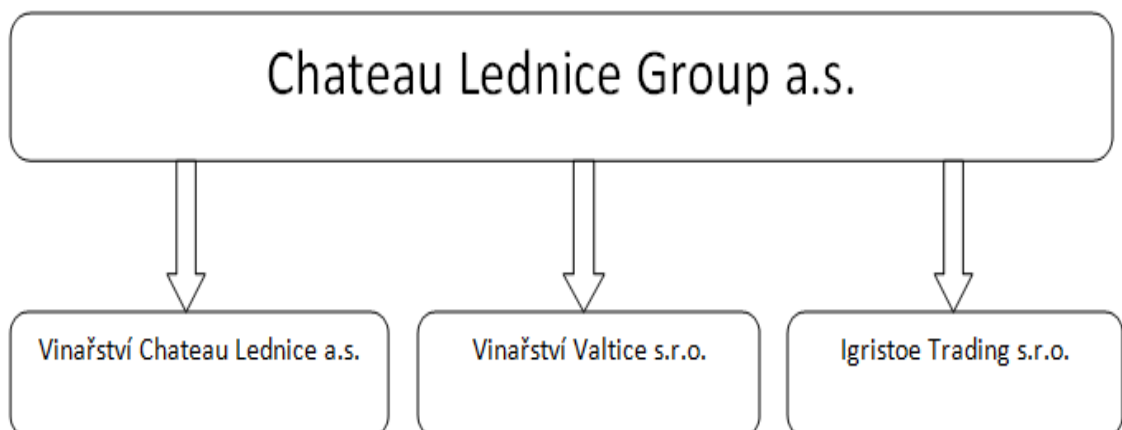 Chateau Lednice Group a.s.
Vinařství Chateau Lednice a.s.
Vinařství Valtice s.r.o.
Igristoe Trading s.r.o.